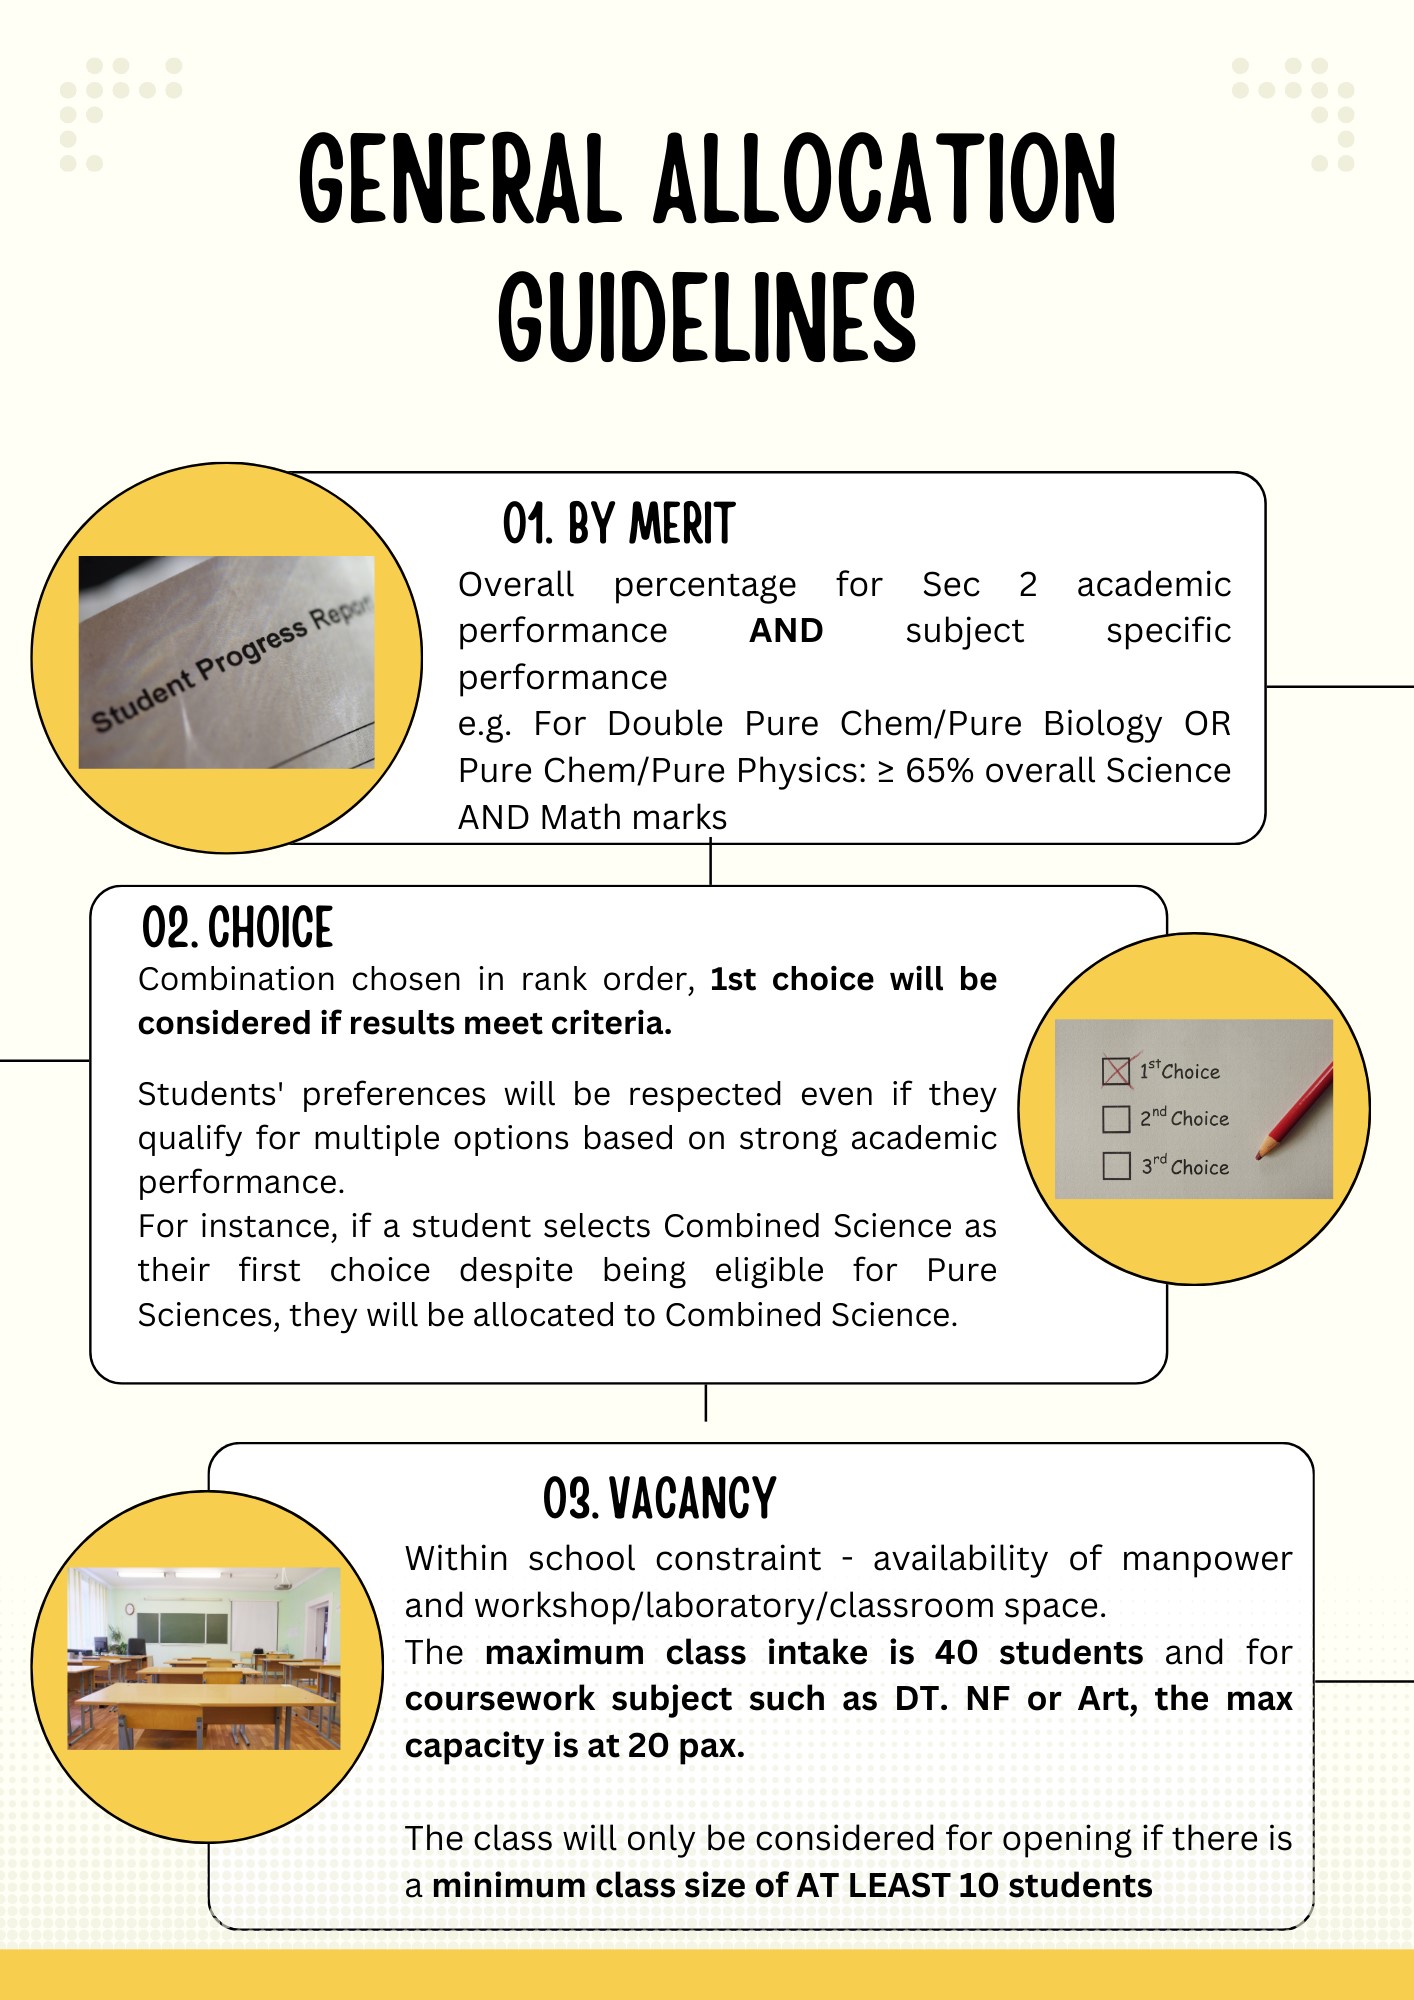 GENERAL ALLOCATION
GUIDELINES
01. BY MERIT
Overall percentage for Sec 2 academic
performance AND subject specific
performance
e.g. For Double Pure Chem/Pure Biology OR
Pure Chem/Pure Physics: ≥ 65% overall Science
AND Math marks
Student Progress Report
02. CHOICE
Combination chosen in rank order, 1st choice will be
considered if results meet criteria.
Students' preferences will be respected even if they
qualify for multiple options based on strong academic
performance.
For instance, if a student selects Combined Science as
their first choice despite being eligible for Pure
Sciences, they will be allocated to Combined Science.
1st Choice
2nd Choice
3rd Choice
03. VACANCY
Within school constraint - availability of manpower
and workshop/laboratory/classroom space.
The maximum class intake is 40 students and for
coursework subject such as DT. NF or Art, the max
capacity is at 20 pax.
The class will only be considered for opening if there is
a minimum class size of AT LEAST 10 students